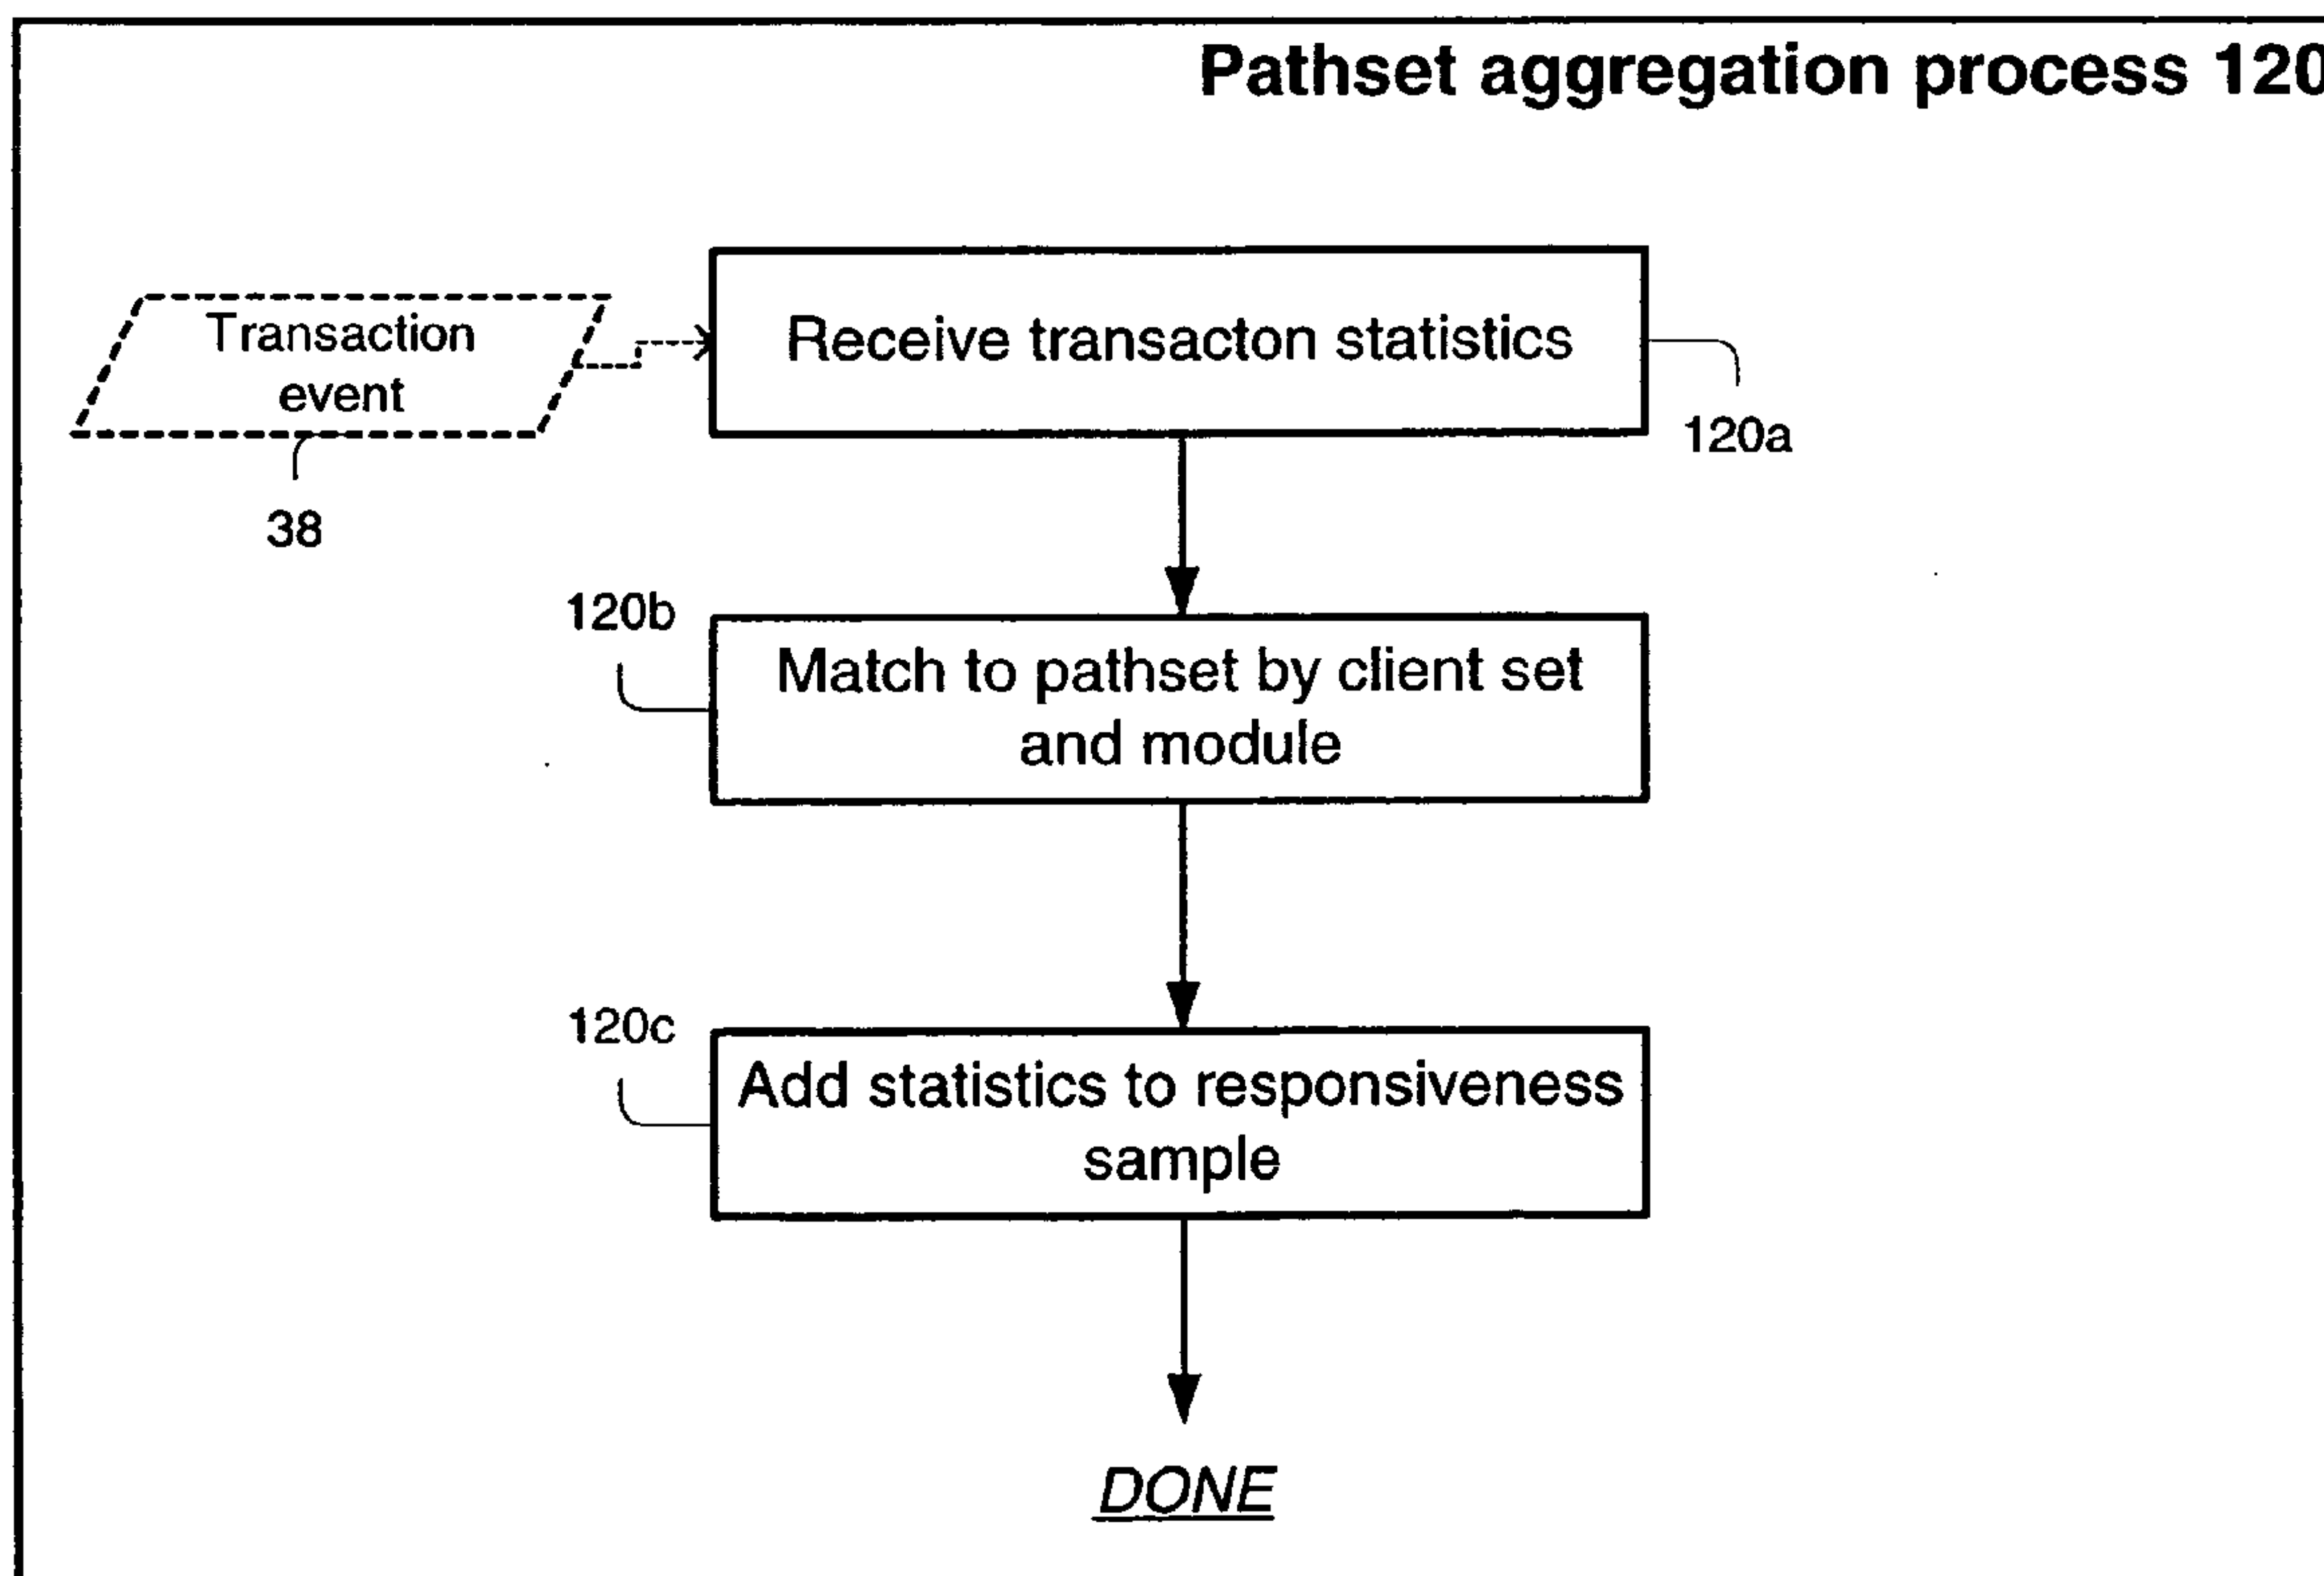 Pathset aggregation process 120
Transaction
event
38
Receive transacton statistics
120a
120b
Match to pathset by client set
and module
120c
Add statistics to responsiveness
sample
DONE